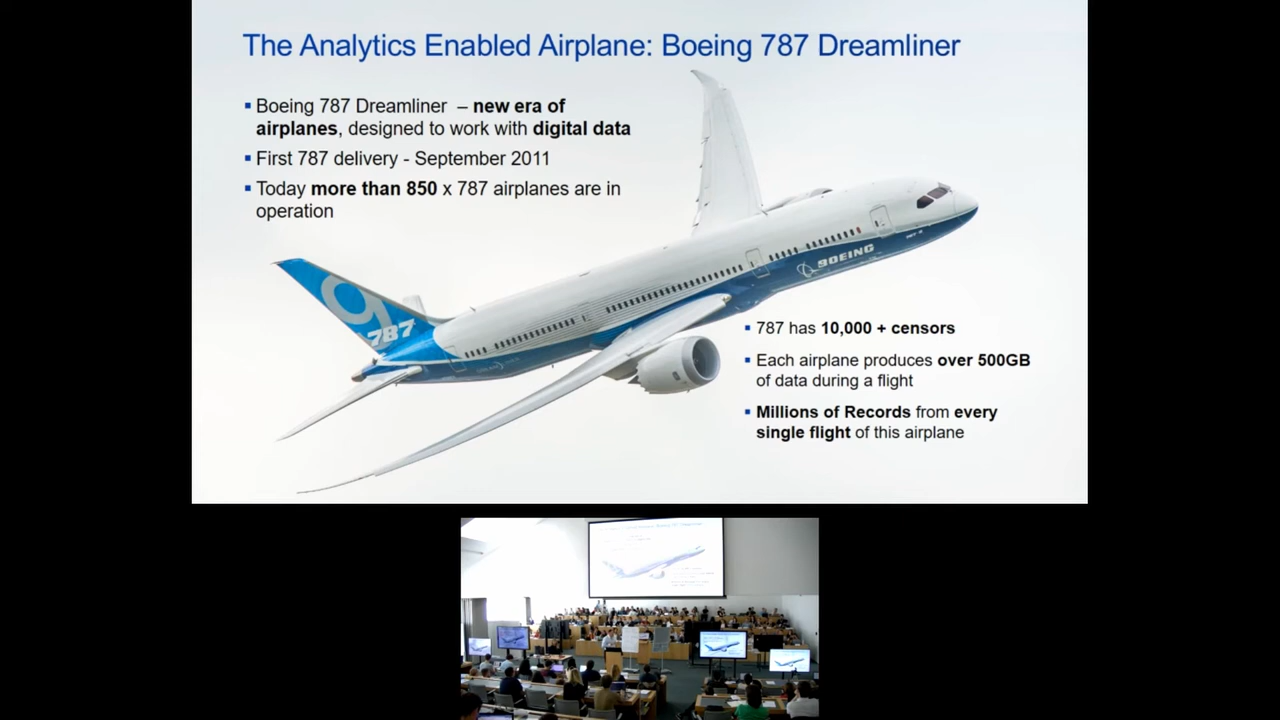 The Analytics Enabled Airplane: Boeing 787 Dreamliner
▪ Boeing 787 Dreamliner – new era of
airplanes, designed to work with digital data
▪ First 787 delivery - September 2011
▪ Today more than 850 x 787 airplanes are in
operation
9
787
BOEING
▪ 787 has 10,000 + censors
▪ Each airplane produces over 500GB
of data during a flight
▪ Millions of Records from every
single flight of this airplane